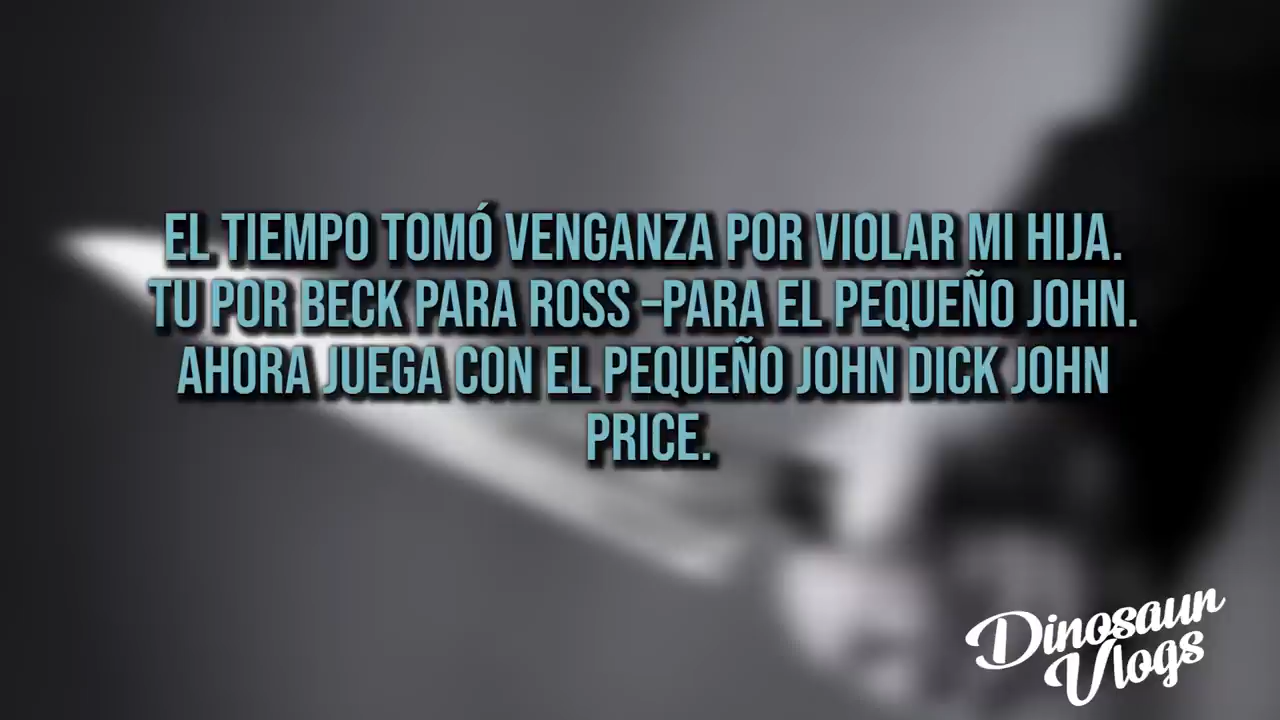 EL TIEMPO TOMÓ VENGANZA POR VIOLAR MI HIJA.
TU POR BECK PARA ROSS –PARA EL PEQUEÑO JOHN.
AHORA JUEGA CON EL PEQUEÑO JOHN DICK JOHN
PRICE.
Dinosaur
Vlogs